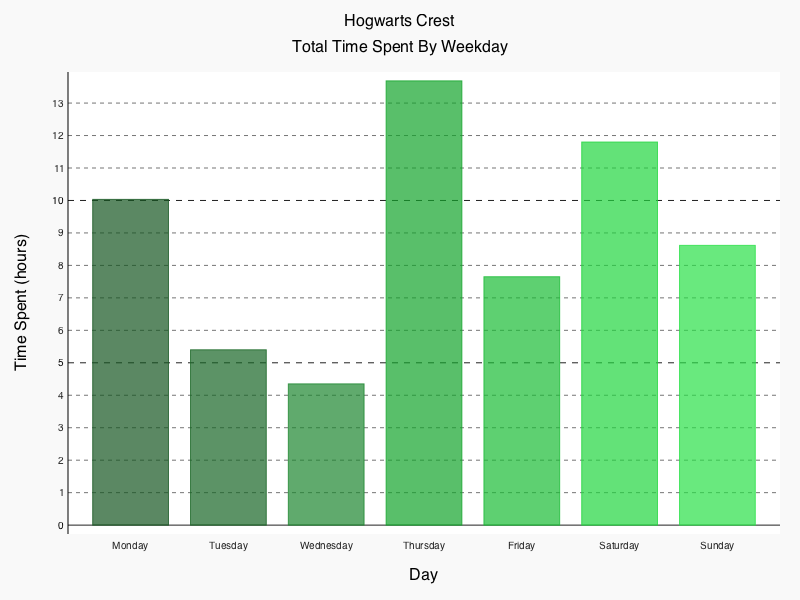 Hogwarts Crest
Total Time Spent By Weekday
Time Spent (hours)
13
12
11
10
9
8
7
6
5
4
3
2
1
0
Monday Tuesday Wednesday Thursday Friday Saturday Sunday
Day